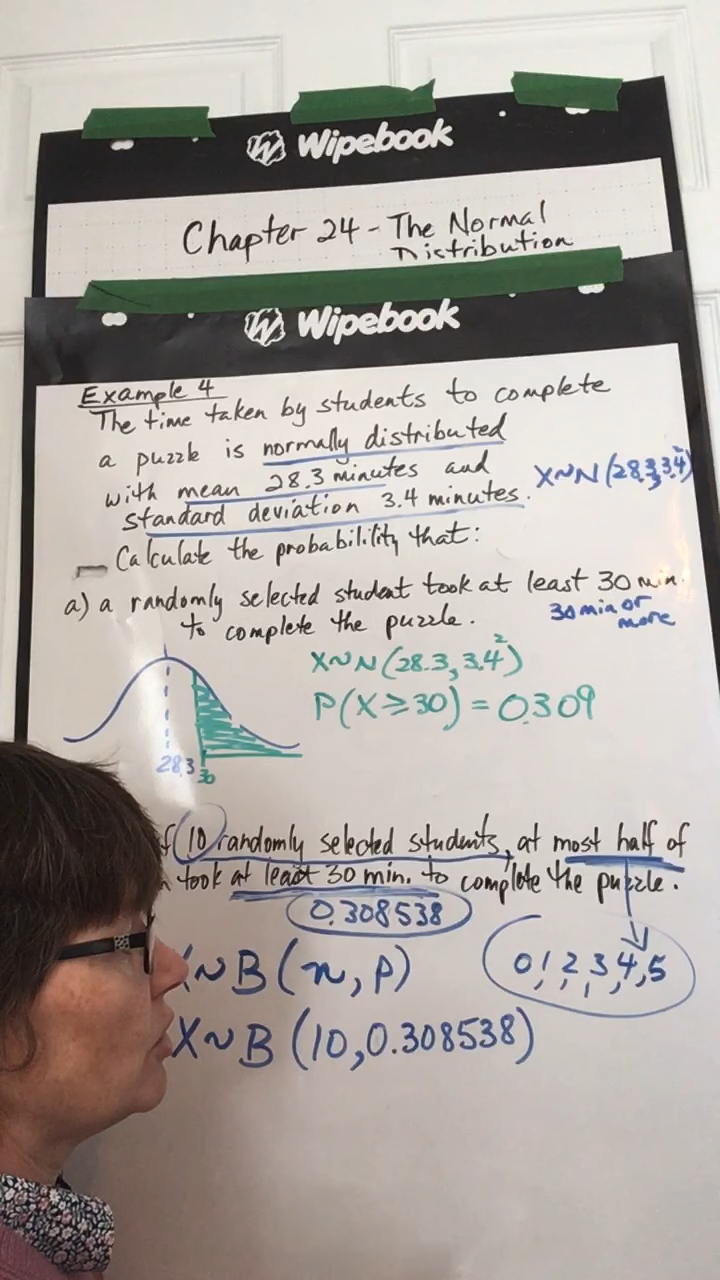 Wipebook
Chapter 24 - The Normal
Distribution
Wipebook
Example 4
The time taken by students to complete
a puzzle is normally distributed
with mean 28.3 minutes and
standard deviation 3.4 minutes.
X~N(28.3, 3.4²)
Calculate the probability that:
a) a randomly selected student took at least 30 min.
to complete the puzzle.
30 min or
more
X~N(28.3, 3.4²)
P(X≥30) = 0.309
28.3
30
f 10 randomly selected students, at most half of
took at least 30 min. to complete the puzzle.
0.308538
0, 1, 2, 3, 4, 5
X~B(n, p)
X~B(10, 0.308538)